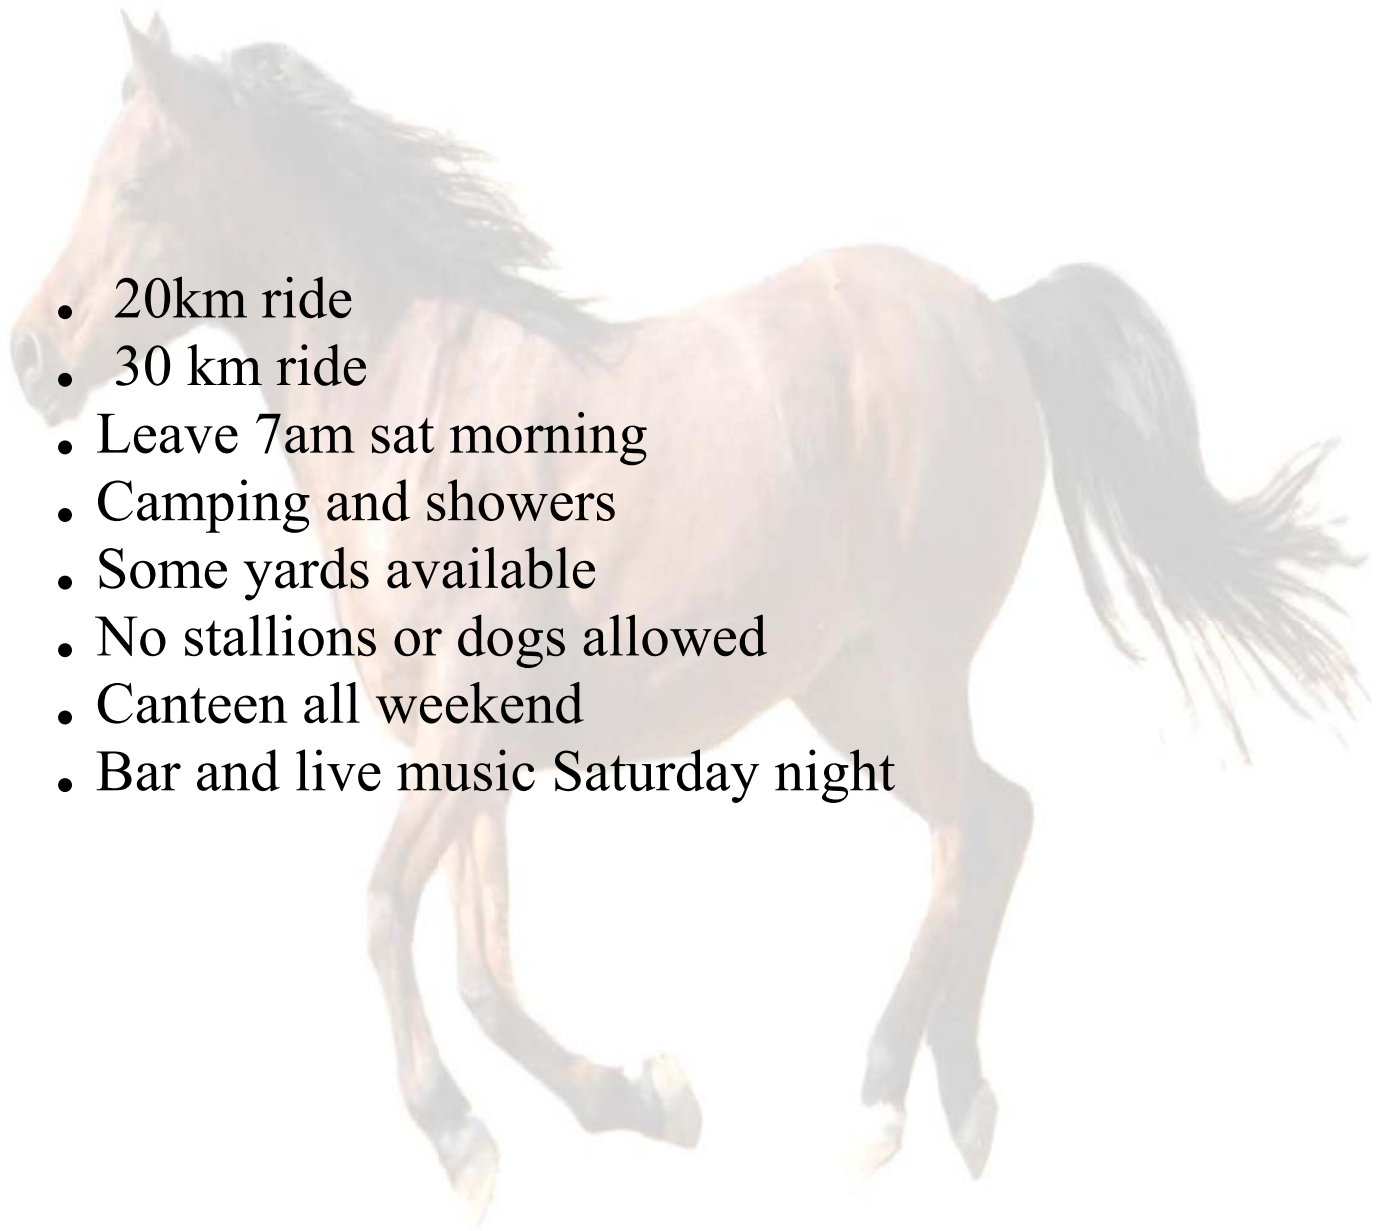 • 20km ride
• 30 km ride
• Leave 7am sat morning
• Camping and showers
• Some yards available
• No stallions or dogs allowed
• Canteen all weekend
• Bar and live music Saturday night